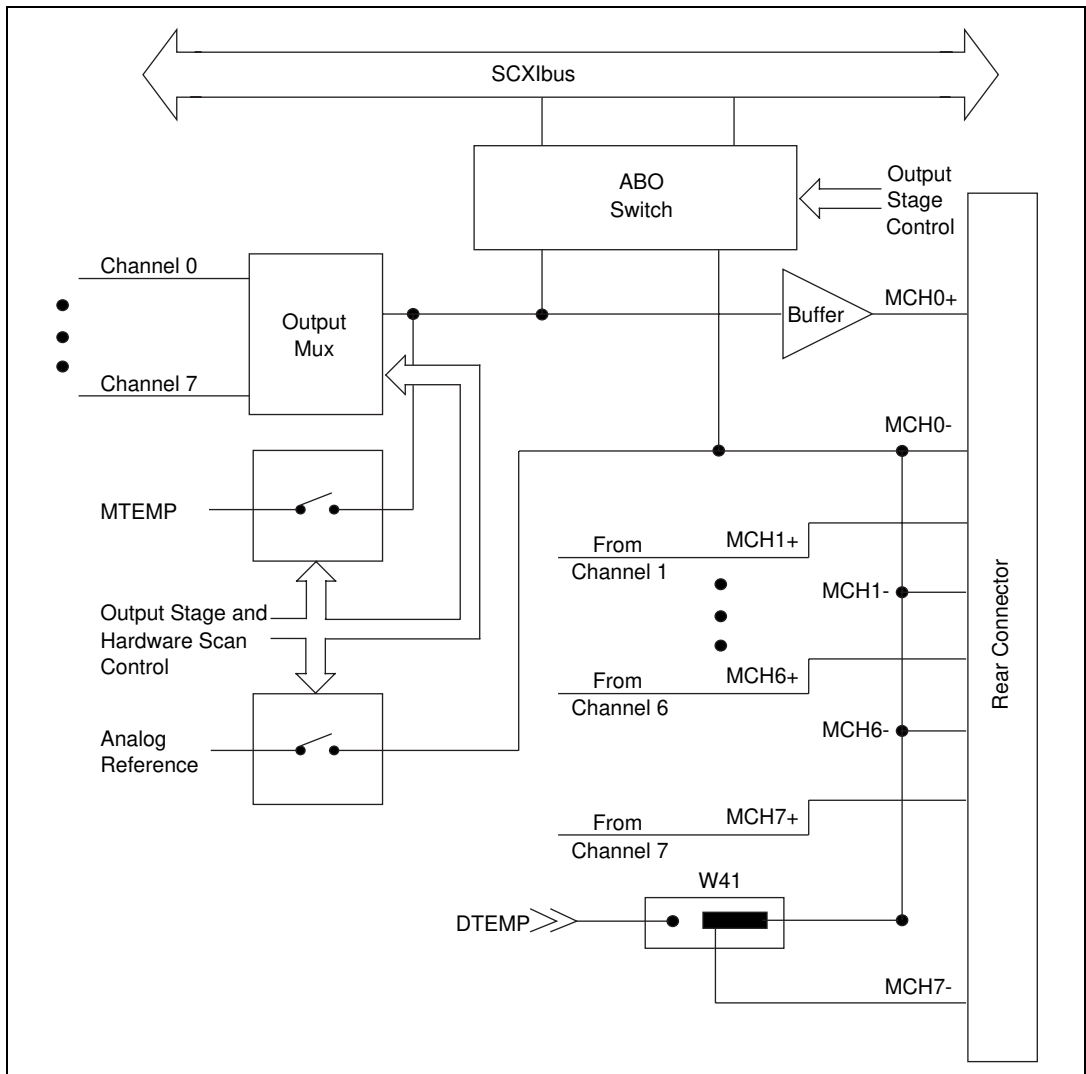 SCXIbus
ABO
Switch
Output
Stage
Control
Channel 0
Output
Mux
Buffer
MCH0+
Channel 7
MCH0-
MTEMP
From
Channel 1
MCH1+
MCH1-
Output Stage and
Hardware Scan
Control
From
Channel 6
MCH6+
MCH6-
Analog
Reference
From
Channel 7
MCH7+
W41
DTEMP
MCH7-
Rear Connector